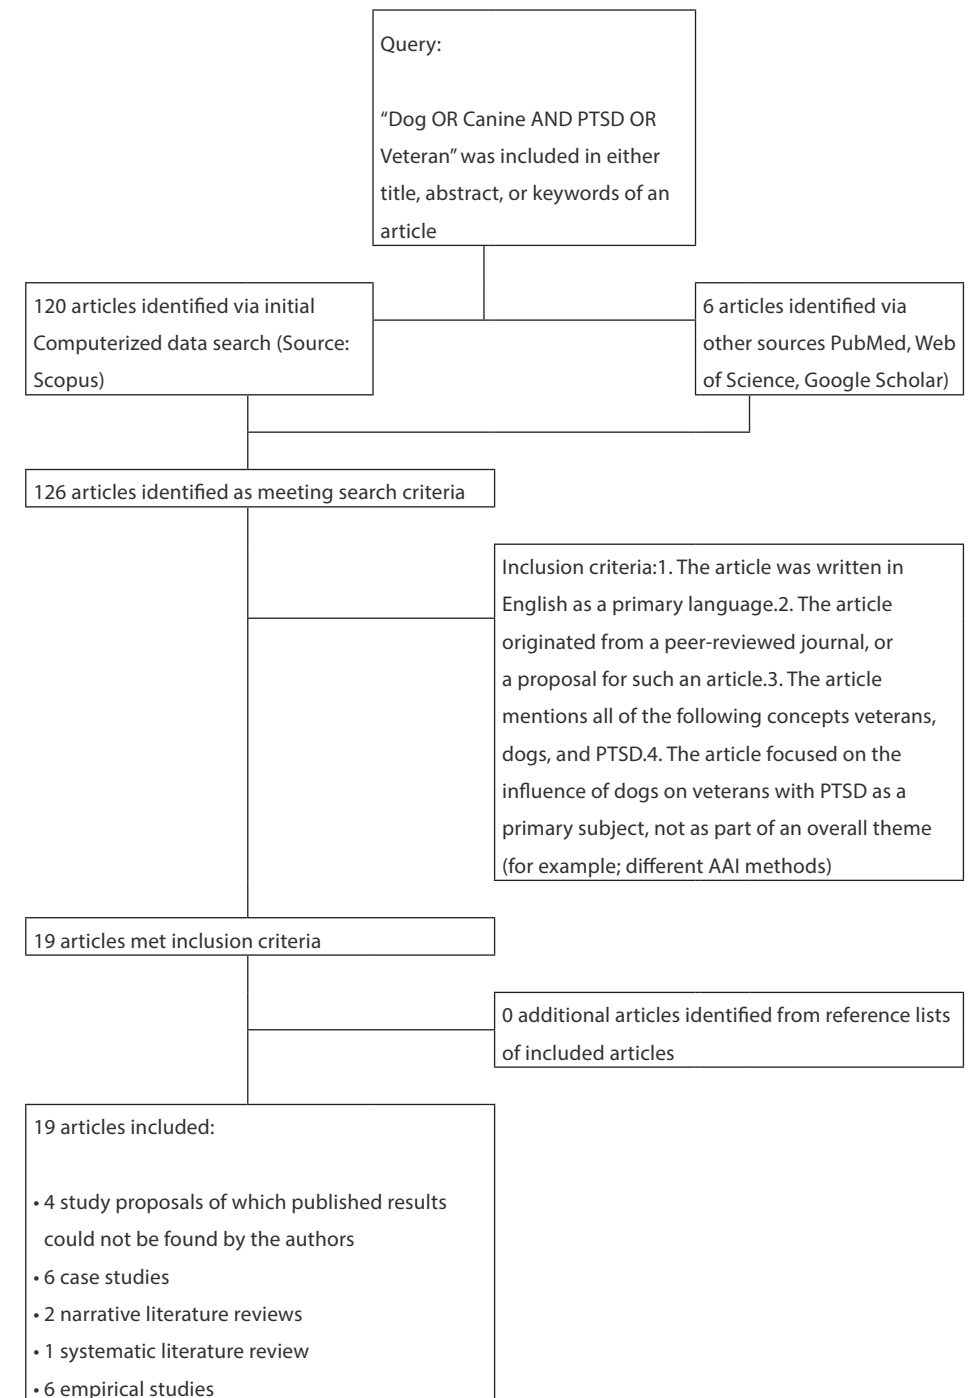 Query:
“Dog OR Canine AND PTSD OR
Veteran” was included in either
title, abstract, or keywords of an
article
120 articles identified via initial
Computerized data search (Source:
Scopus)
6 articles identified via
other sources PubMed, Web
of Science, Google Scholar)
126 articles identified as meeting search criteria
Inclusion criteria:1. The article was written in
English as a primary language.2. The article
originated from a peer-reviewed journal, or
a proposal for such an article.3. The article
mentions all of the following concepts veterans,
dogs, and PTSD.4. The article focused on the
influence of dogs on veterans with PTSD as a
primary subject, not as part of an overall theme
(for example; different AAI methods)
19 articles met inclusion criteria
0 additional articles identified from reference lists
of included articles
19 articles included:
• 4 study proposals of which published results
could not be found by the authors
• 6 case studies
• 2 narrative literature reviews
• 1 systematic literature review
• 6 empirical studies